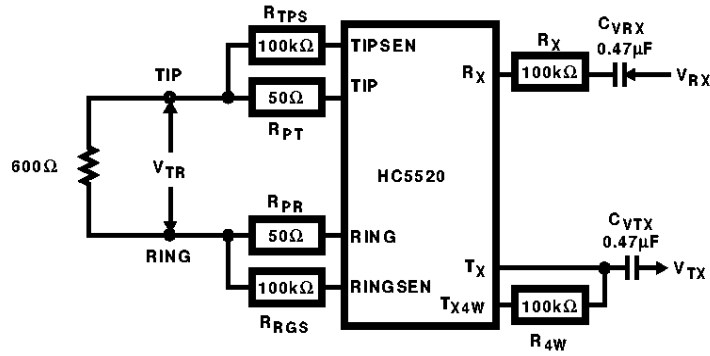 RTPS
100kΩ
TIPSEN
TIP
50Ω
TIP
RPT
600Ω
VTR
HC5520
RPR
50Ω
RING
RING
100kΩ
RINGSEN
RRGS
CVRX
0.47µF
RX
RX
100kΩ
VRX
CVTX
0.47µF
TX
VTX
TX4W
100kΩ
R4W